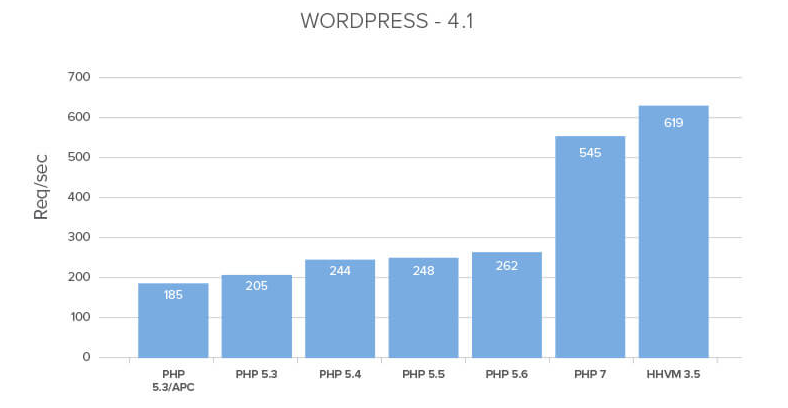 WORDPRESS - 4.1
Req/sec
700
600
500
400
300
200
100
0
185
205
244
248
262
545
619
PHP
5.3/APC
PHP 5.3
PHP 5.4
PHP 5.5
PHP 5.6
PHP 7
HHVM 3.5